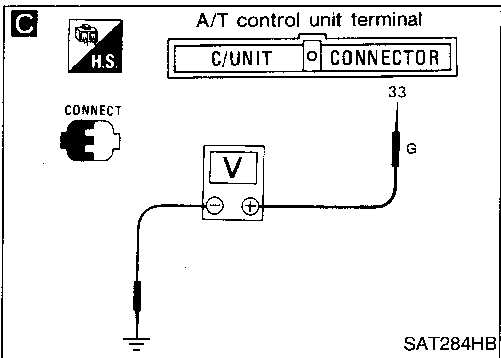 C
A/T control unit terminal
H.S.
C/UNIT CONNECTOR
33
CONNECT
G
V
SAT284HB